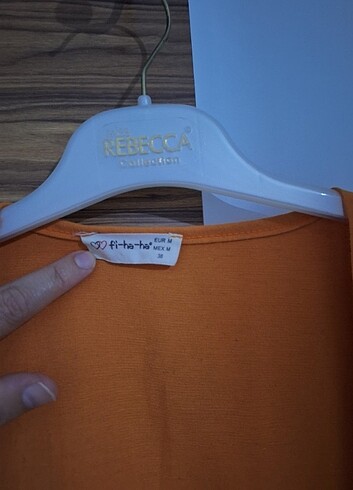 REBECCA
Collection
fi-ha-ha®
EUR M
MEX M
38